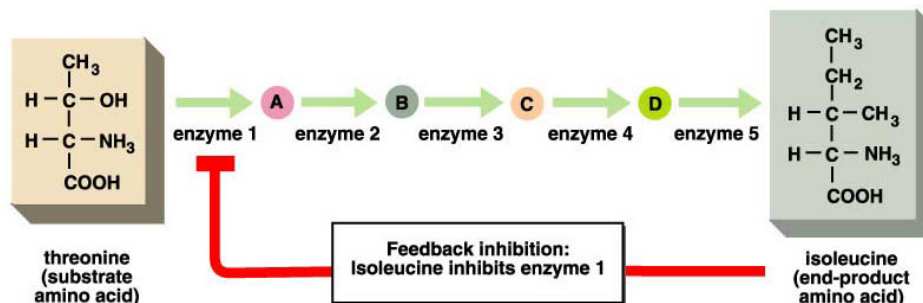 CH3
H – C – OH
H – C – NH3
COOH
threonine
(substrate
amino acid)
enzyme 1
A
enzyme 2
B
enzyme 3
C
enzyme 4
D
enzyme 5
CH3
CH2
H – C – CH3
H – C – NH3
COOH
isoleucine
(end-product
amino acid)
Feedback inhibition:
Isoleucine inhibits enzyme 1